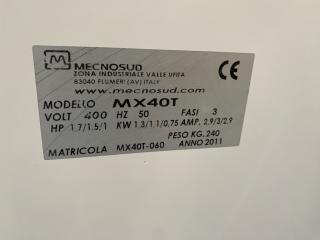 M MECNOSUD
ZONA INDUSTRIALE VALLE UFITA
83040 FLUMERI (AV) ITALY
www.mecnosud.com
CE
MODELLO MX40T
VOLT 400 HZ 50 FASI 3
HP 1.7/1.5/1 KW 1.3/1,1/0,75 AMP. 2.9/3/2.9
PESO KG.240
MATRICOLA MX40T-060 ANNO 2011